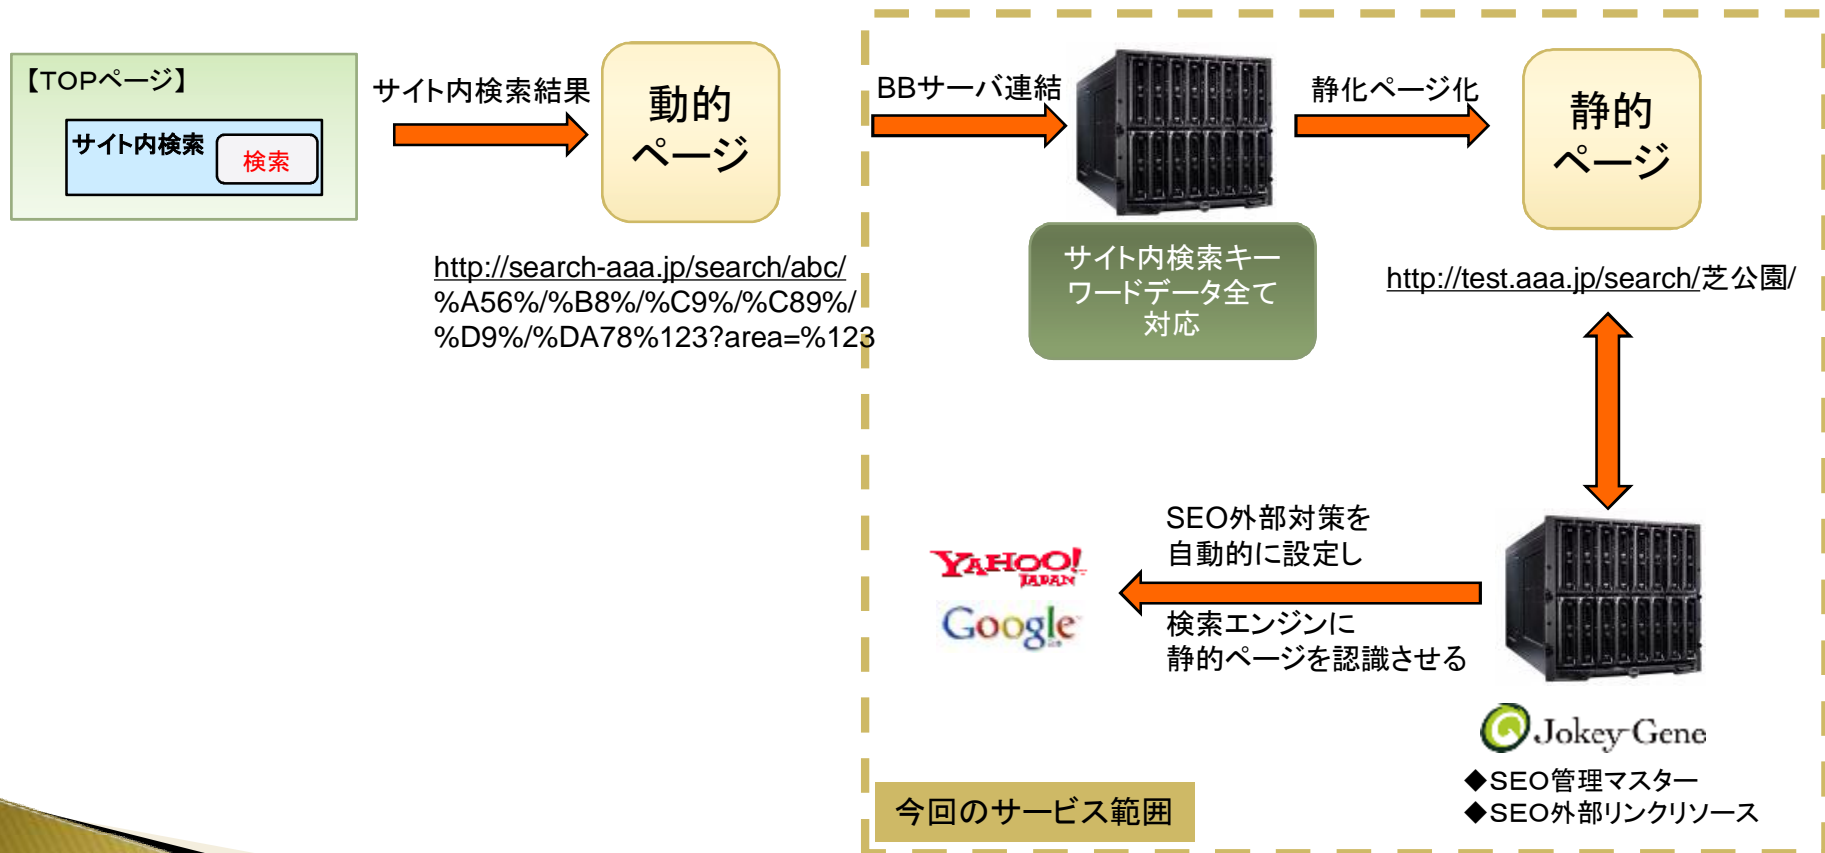 【TOPページ】
サイト内検索
検索
サイト内検索結果
動的
ページ
http://search-aaa.jp/search/abc/
%A56%/%B8%/%C9%/%C89%/
%D9%/%DA78%123?area=%123
BBサーバ連結
サイト内検索キー
ワードデータ全て
対応
静化ページ化
静的
ページ
http://test.aaa.jp/search/芝公園/
SEO外部対策を
自動的に設定し
検索エンジンに
静的ページを認識させる
YAHOO!
JAPAN
Google
Jokey Gene
◆SEO管理マスター
◆SEO外部リンクリソース
今回のサービス範囲